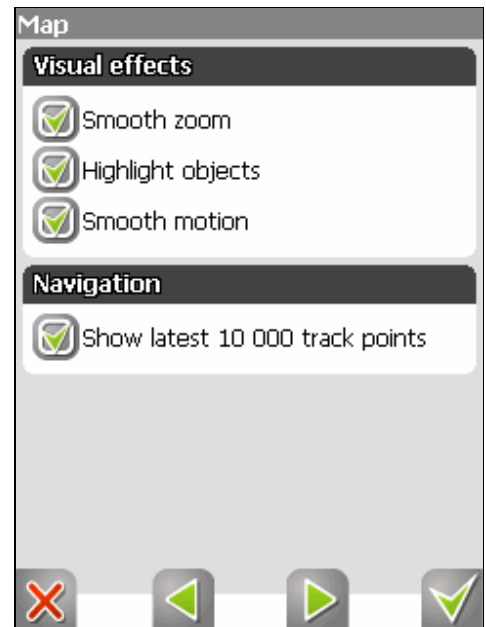 Map
Visual effects
Smooth zoom
Highlight objects
Smooth motion
Navigation
Show latest 10 000 track points